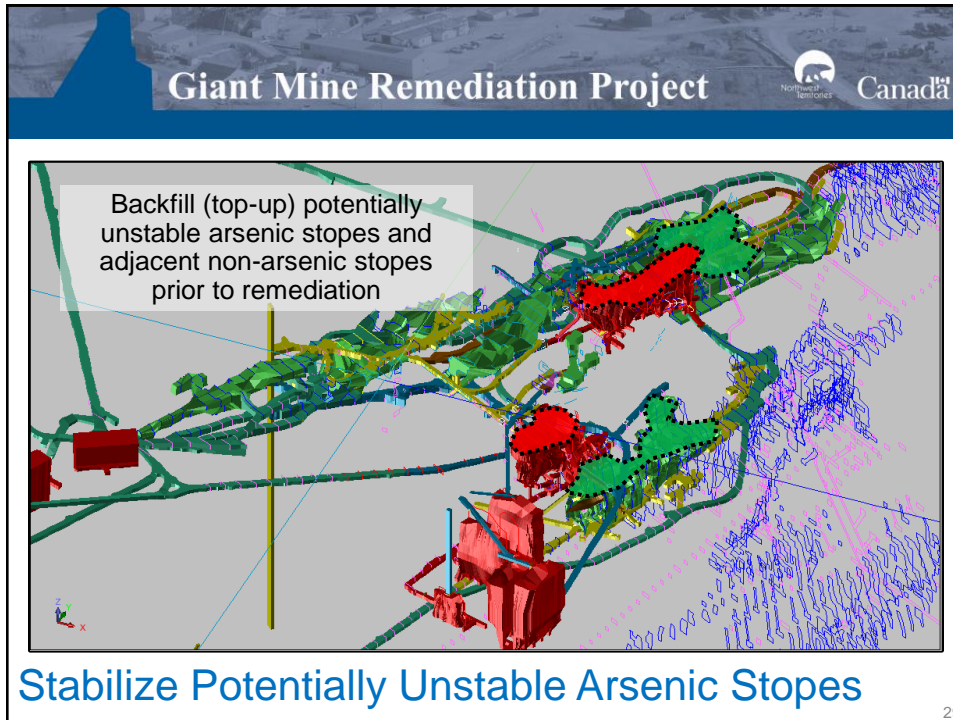 Giant Mine Remediation Project
Northwest
Territories
Canada
Backfill (top-up) potentially
unstable arsenic stopes and
adjacent non-arsenic stopes
prior to remediation
Z
Y
X
Stabilize Potentially Unstable Arsenic Stopes